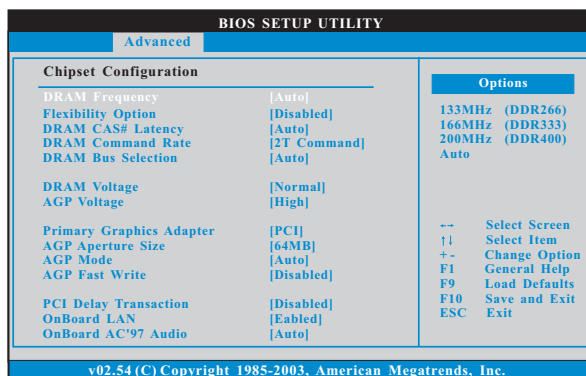 BIOS SETUP UTILITY
Advanced
Chipset Configuration
DRAM Frequency [Auto]
Flexibility Option [Disabled]
DRAM CAS# Latency [Auto]
DRAM Command Rate [2T Command]
DRAM Bus Selection [Auto]
DRAM Voltage [Normal]
AGP Voltage [High]
Primary Graphics Adapter [PCI]
AGP Aperture Size [64MB]
AGP Mode [Auto]
AGP Fast Write [Disabled]
PCI Delay Transaction [Disabled]
OnBoard LAN [Eabled]
OnBoard AC'97 Audio [Auto]
Options
133MHz (DDR266)
166MHz (DDR333)
200MHz (DDR400)
Auto
←→ Select Screen
↑↓ Select Item
+ - Change Option
F1 General Help
F9 Load Defaults
F10 Save and Exit
ESC Exit
v02.54 (C) Copyright 1985-2003, American Megatrends, Inc.